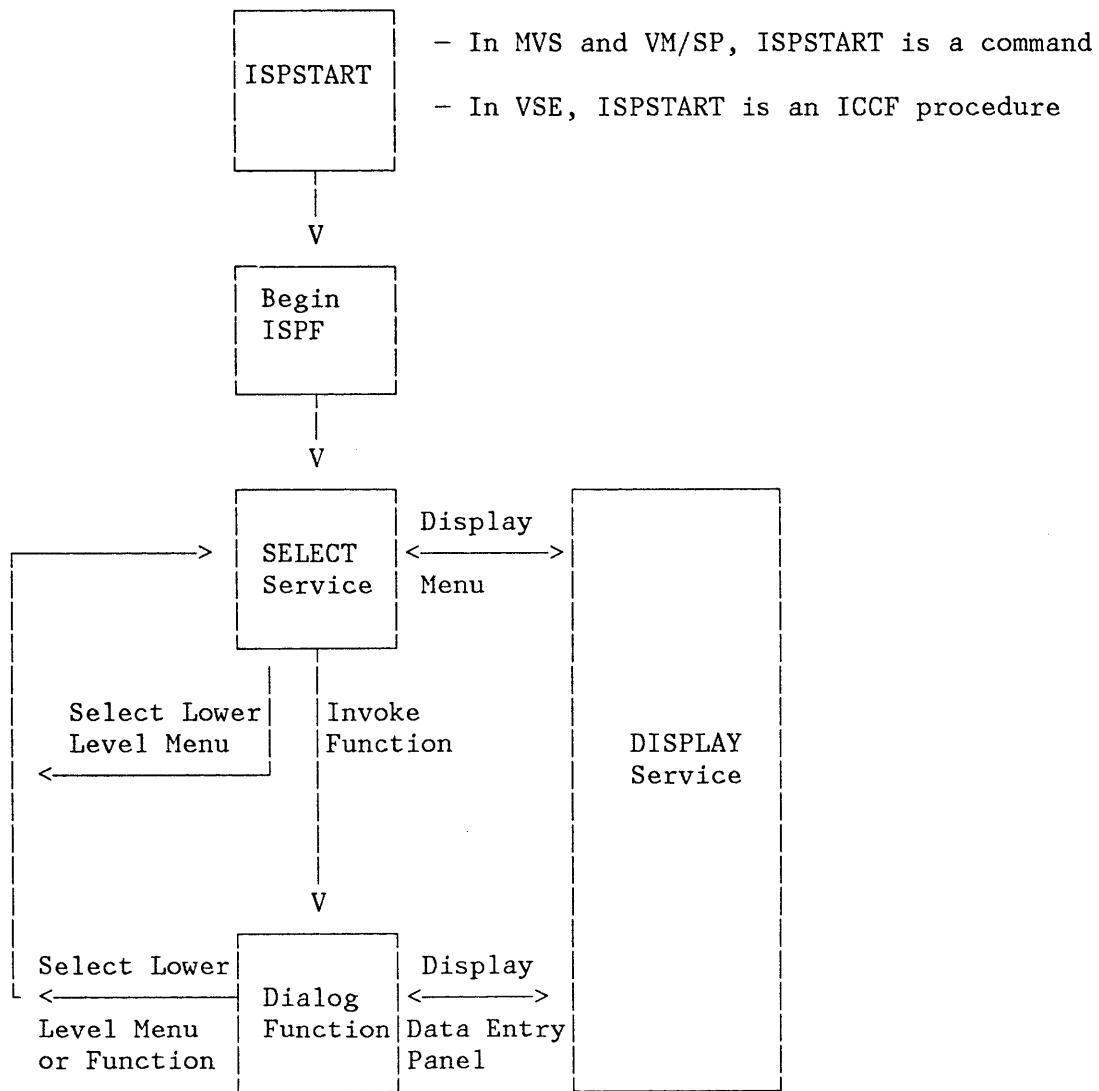 ISPSTART
- In MVS and VM/SP, ISPSTART is a command
- In VSE, ISPSTART is an ICCF procedure
V
Begin
ISPF
V
SELECT
Service
Display
<———————>
Menu
>
Select Lower
Level Menu
<
Invoke
Function
DISPLAY
Service
V
Select Lower
<
Level Menu
or Function
Dialog
Function
Display
<———————>
Data Entry
Panel